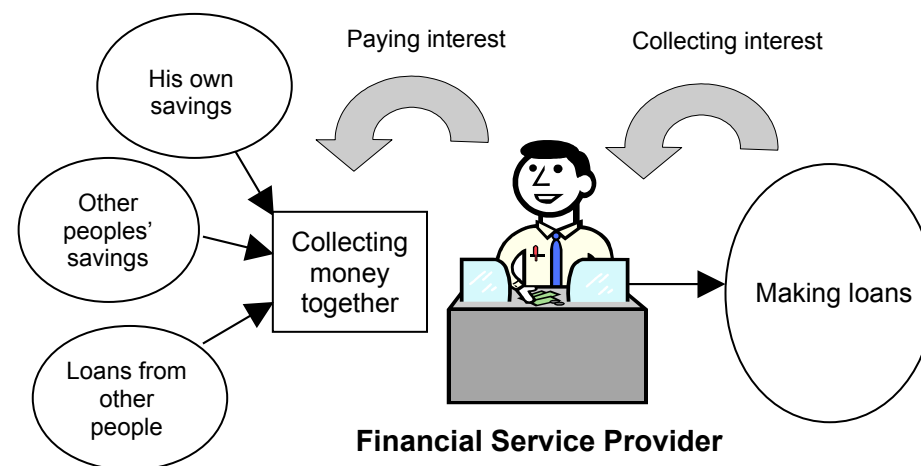 Paying interest
Collecting interest
His own
savings
Other
peoples’
savings
Loans from
other
people
Collecting
money
together
Making loans
Financial Service Provider